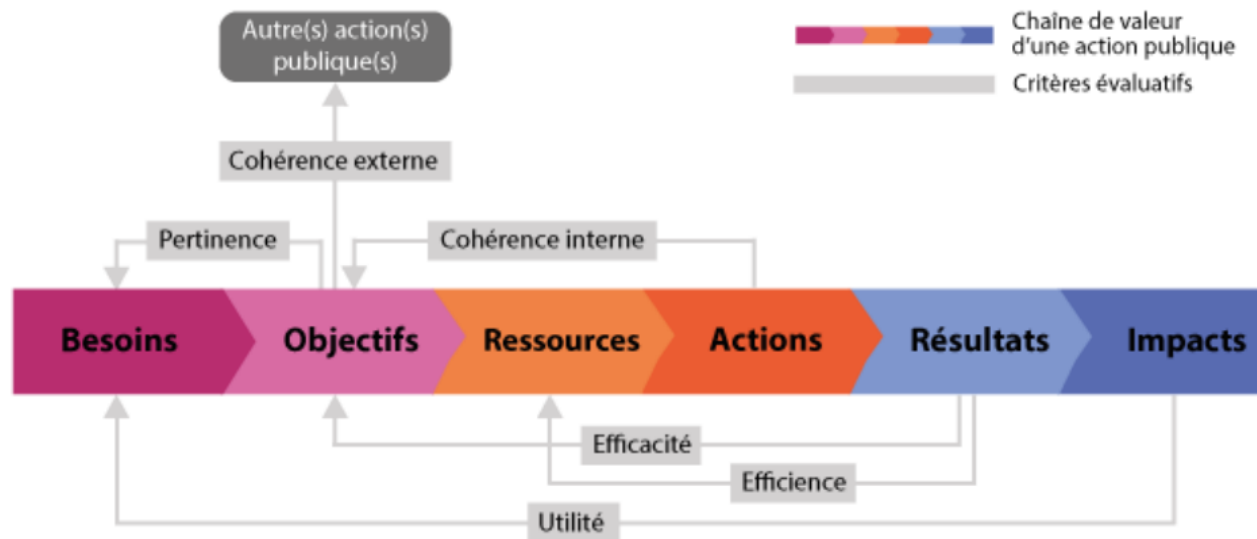 Autre(s) action(s)
publique(s)
Chaîne de valeur
d'une action publique
Critères évaluatifs
Cohérence externe
Pertinence
Cohérence interne
Besoins
Objectifs
Ressources
Actions
Résultats
Impacts
Efficacité
Efficience
Utilité